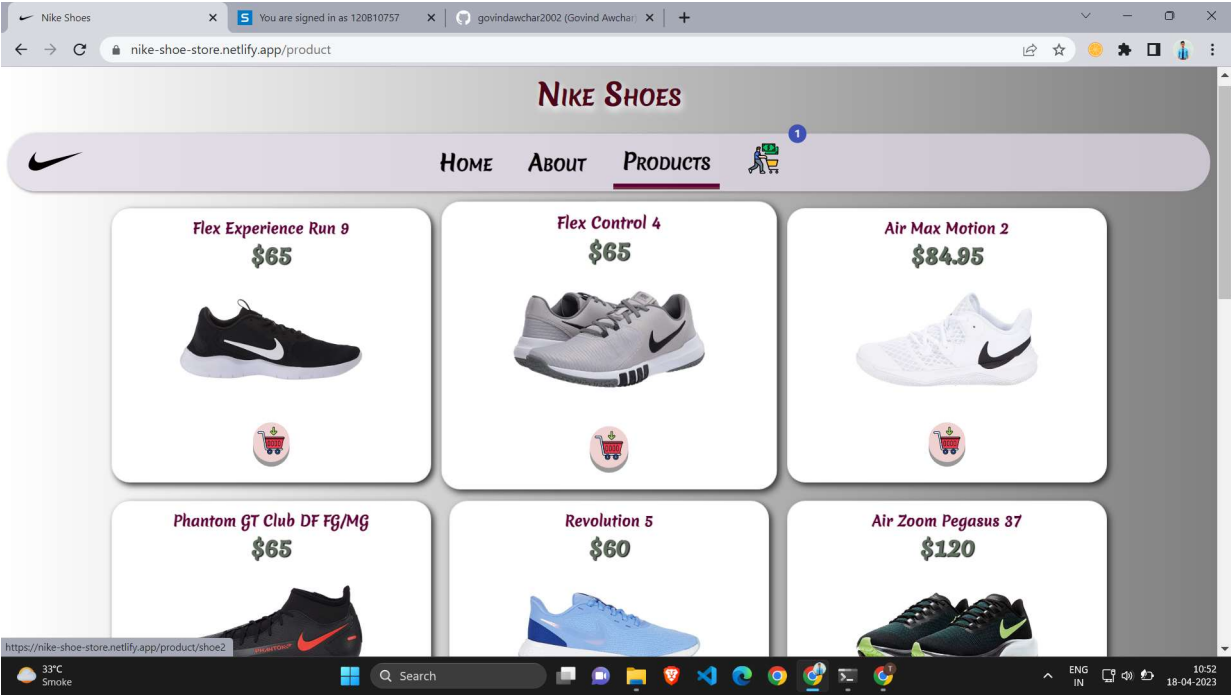 Nike Shoes
You are signed in as 120B10757
govindawchar2002 (Govind Awchar)
nike-shoe-store.netlify.app/product
Nike Shoes
Home About Products 1
Flex Experience Run 9
$65
Flex Control 4
$65
Air Max Motion 2
$84.95
Phantom GT Club DF FG/MG
$65
Revolution 5
$60
Air Zoom Pegasus 37
$120
https://nike-shoe-store.netlify.app/product/shoe2
33°C
Smoke
Search
ENG
IN
10:52
18-04-2023